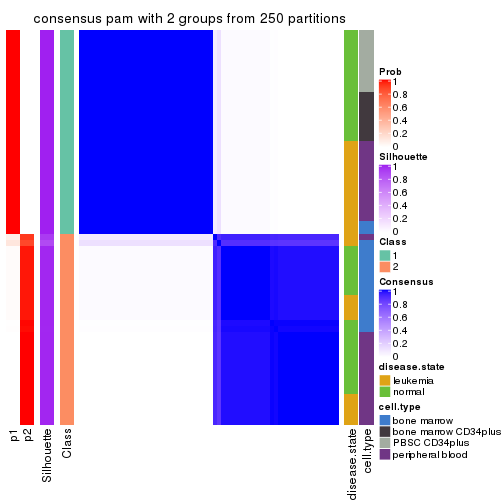 consensus pam with 2 groups from 250 partitions
Prob
1
0.8
0.6
0.4
0.2
0
Silhouette
1
0.8
0.6
0.4
0.2
0
Class
1
2
Consensus
1
0.8
0.6
0.4
0.2
0
disease.state
leukemia
normal
cell.type
bone marrow
bone marrow CD34plus
PBSC CD34plus
peripheral blood
p1
p2
Silhouette
Class
disease.state
cell.type